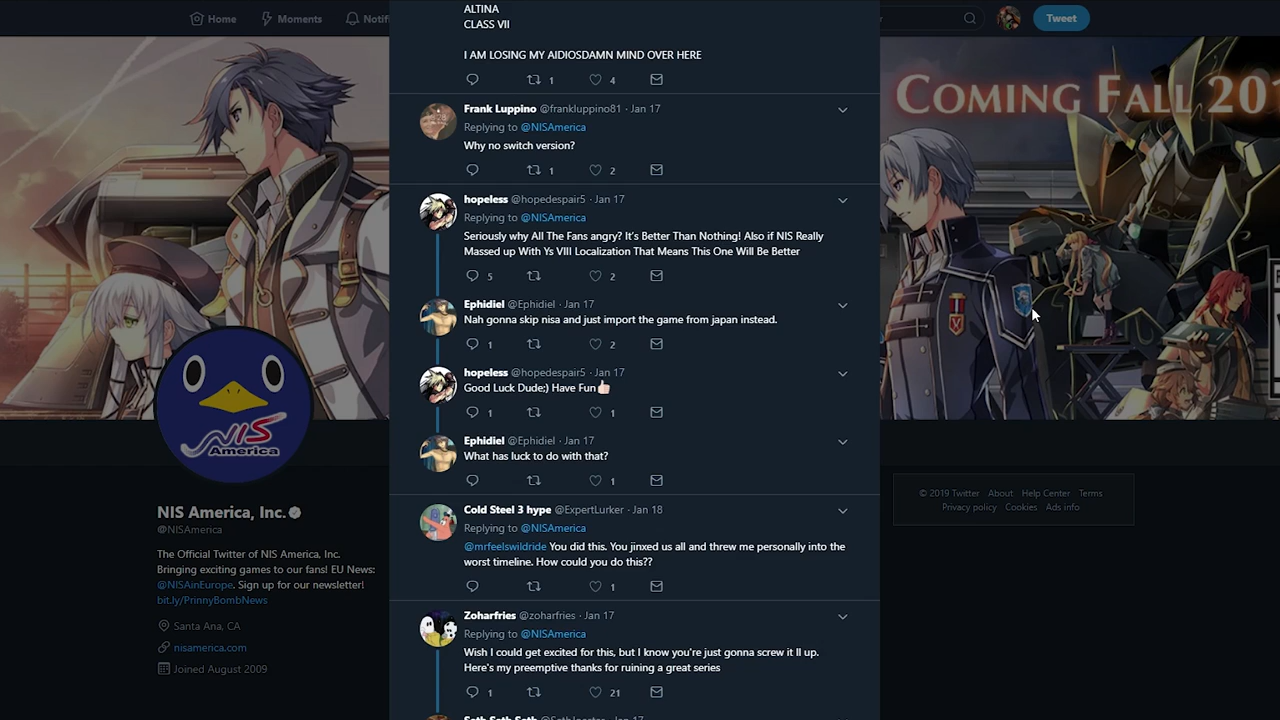 Home
Moments
Tweet
COMING FALL 201
ALTINA
CLASS VII
I AM LOSING MY AIDIOSDAMN MIND OVER HERE
1 4
Frank Luppino @frankluppino81 · Jan 17
Replying to @NISAmerica
Why no switch version?
1 2
hopeless @hopedespair5 · Jan 17
Replying to @NISAmerica
Seriously why All The Fans angry? It's Better Than Nothing! Also if NIS Really
Massed up With Ys VIII Localization That Means This One Will Be Better
5 2
Ephidiel @Ephidiel · Jan 17
Nah gonna skip nisa and just import the game from japan instead.
1 2
hopeless @hopedespair5 · Jan 17
Good Luck Dude;) Have Fun👍🏻
1 1
Ephidiel @Ephidiel · Jan 17
What has luck to do with that?
1
Cold Steel 3 hype @ExpertLurker · Jan 18
Replying to @NISAmerica
@mrfeelswildride You did this. You jinxed us all and threw me personally into the
worst timeline. How could you do this??
1
Zoharfries @zoharfries · Jan 17
Replying to @NISAmerica
Wish I could get excited for this, but I know you're just gonna screw it ll up.
Here's my preemptive thanks for ruining a great series
1 21
NIS
America
NIS America, Inc.
@NISAmerica
The Official Twitter of NIS America, Inc.
Bringing exciting games to our fans! EU News:
@NISAinEurope. Sign up for our newsletter!
bit.ly/PrinnyBombNews
Santa Ana, CA
nisamerica.com
Joined August 2009
© 2019 Twitter About Help Center Terms
Privacy policy Cookies Ads info